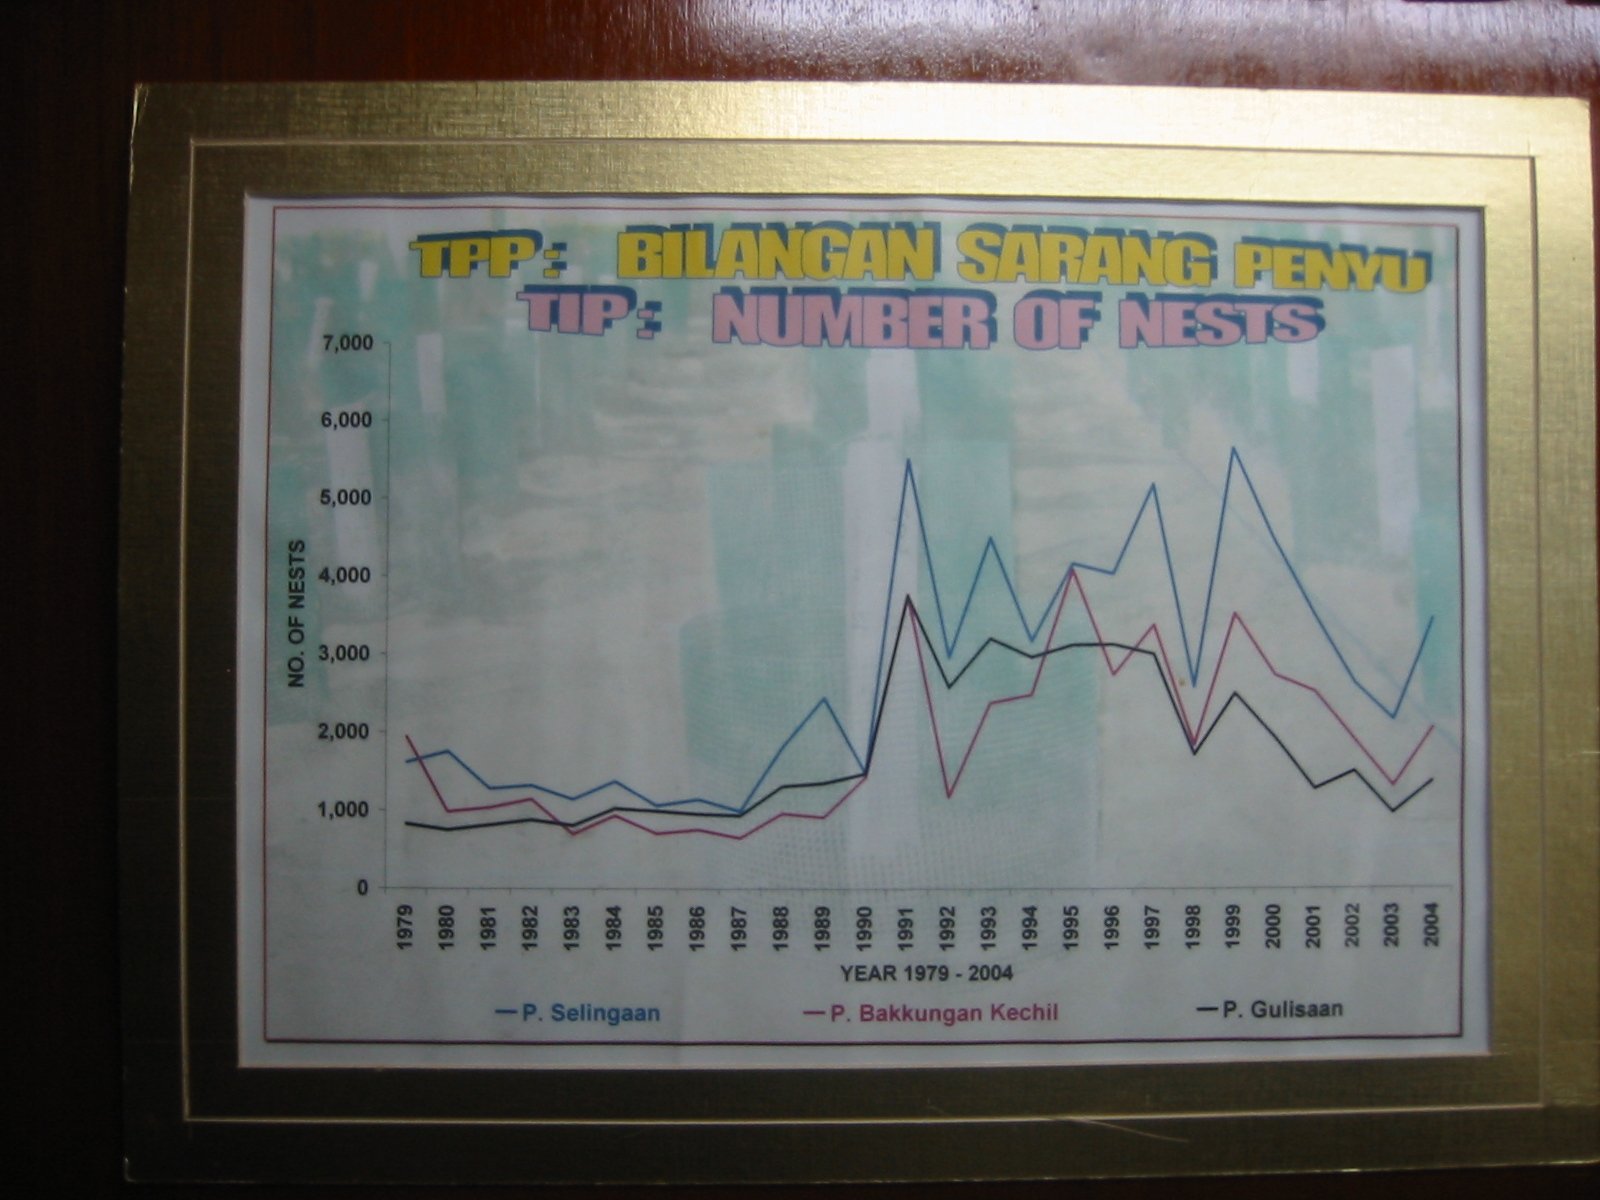 TPP: BILANGAN SARANG PENYU
TIP: NUMBER OF NESTS
7,000
6,000
5,000
4,000
3,000
2,000
1,000
0
NO. OF NESTS
1979 1980 1981 1982 1983 1984 1985 1986 1987 1988 1989 1990 1991 1992 1993 1994 1995 1996 1997 1998 1999 2000 2001 2002 2003 2004
YEAR 1979 - 2004
P. Selingaan P. Bakkungan Kechil P. Gulisaan